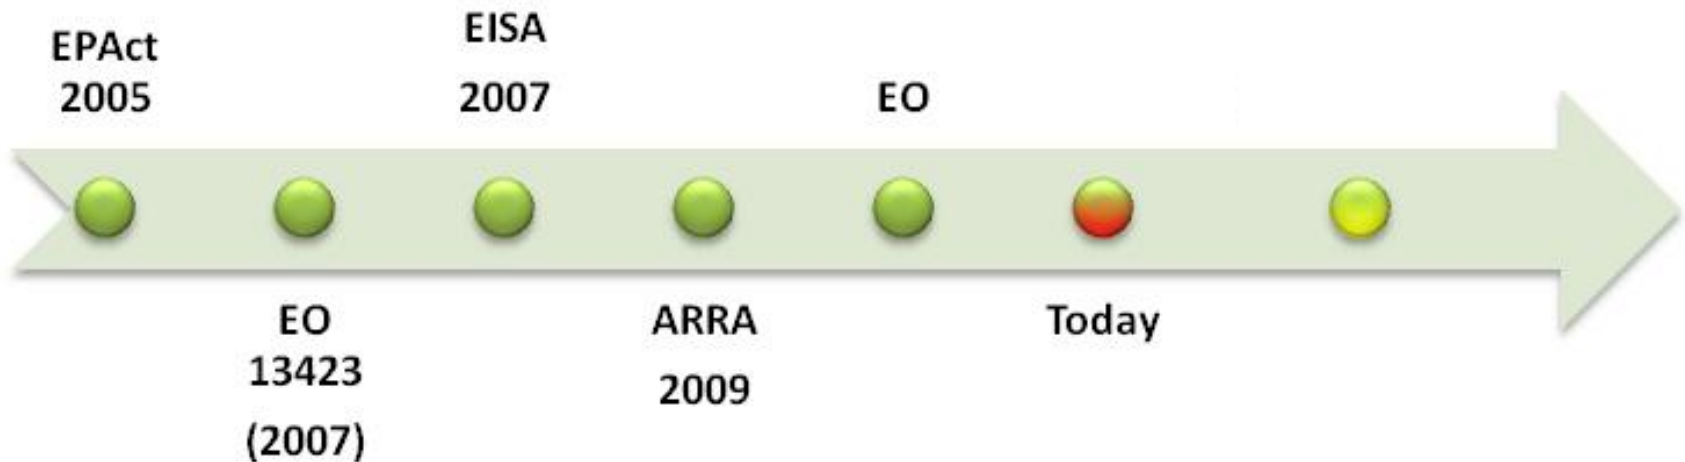 EPAct
2005
EO
13423
(2007)
EISA
2007
ARRA
2009
EO
Today